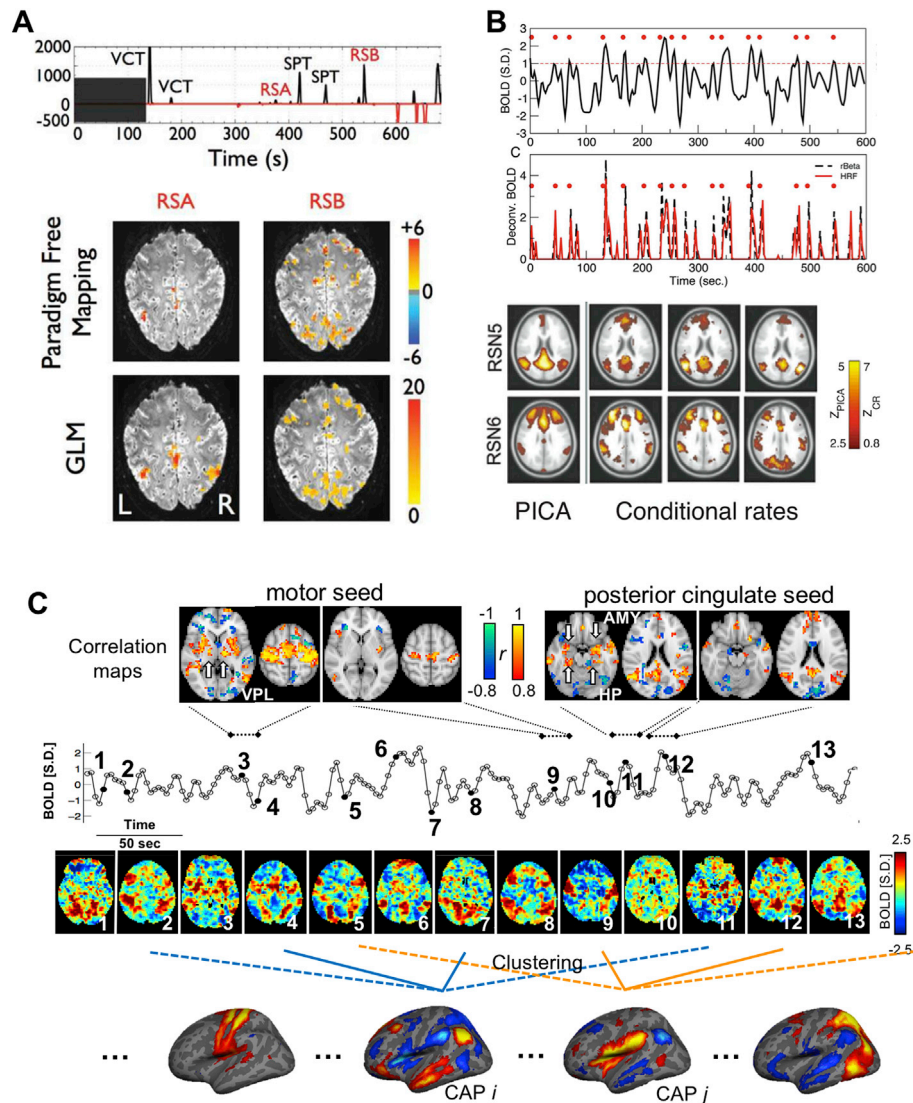 A
2000
1000
0
-500
VCT
VCT
RSA
SPT
SPT
RSB
0 100 200 300 400 500 600
Time (s)
RSA RSB
Paradigm Free
Mapping
+6
0
-6
GLM
20
0
L R
B
BOLD (S.D.)
3
2
1
0
-1
-2
-3
0 100 200 300 400 500 600
C
Deconv. BOLD
4
2
0
rBeta
HRF
0 100 200 300 400 500 600
Time (sec.)
RSN5
RSN6
5 7
Z PICA Z CR
2.5 0.8
PICA Conditional rates
C
motor seed posterior cingulate seed
Correlation
maps
VPL
-1 1
r
-0.8 0.8
AMY
HP
BOLD [S.D.]
2
1
0
-1
-2
1 2 3 4 5 6 7 8 9 10 11 12 13
Time
50 sec
1 2 3 4 5 6 7 8 9 10 11 12 13
2.5
BOLD [S.D.]
-2.5
Clustering
... ... ... ...
CAP i CAP j